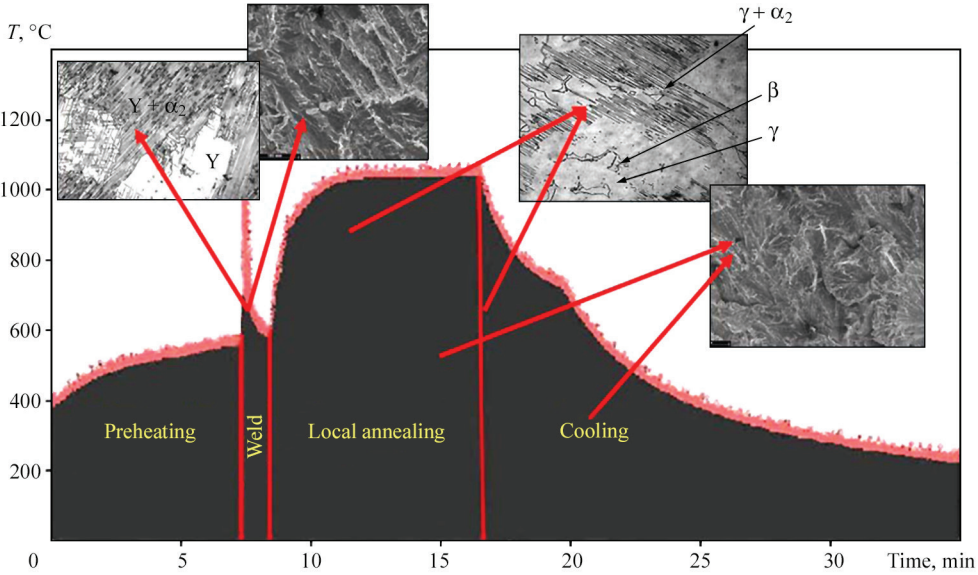 T, °C
1200
1000
800
600
400
200
0
5
10
15
20
25
30
Time, min
Preheating
Weld
Local annealing
Cooling
Y + α₂
Y
γ + α₂
β
γ